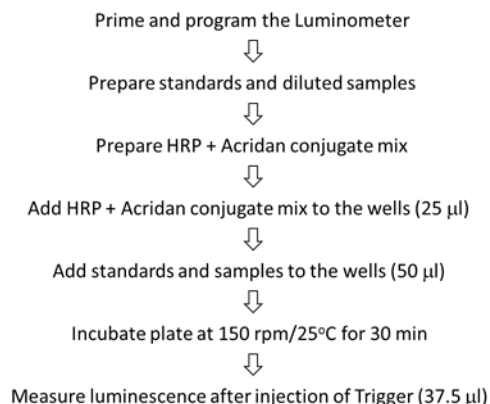 Prime and program the Luminometer
Prepare standards and diluted samples
Prepare HRP + Acridan conjugate mix
Add HRP + Acridan conjugate mix to the wells (25 µl)
Add standards and samples to the wells (50 µl)
Incubate plate at 150 rpm/25°C for 30 min
Measure luminescence after injection of Trigger (37.5 µl)